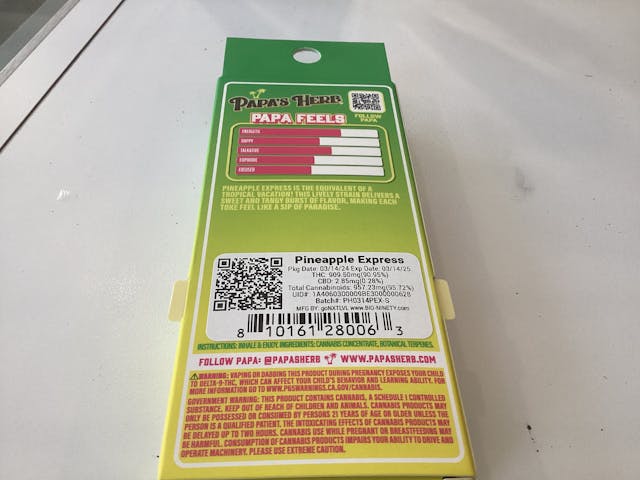 PAPA'S HERB
FOLLOW
PAPA
PAPA FEELS
ENERGETIC
HAPPY
TALKATIVE
EUPHORIC
FOCUSED
PINEAPPLE EXPRESS IS THE EQUIVALENT OF A
TROPICAL VACATION! THIS LIVELY STRAIN DELIVERS A
SWEET AND TANGY BURST OF FLAVOR, MAKING EACH
TOKE FEEL LIKE A SIP OF PARADISE.
Pineapple Express
Pkg Date: 03/14/24 Exp Date: 03/14/25
THC: 909.50mg(90.95%)
CBD: 2.85mg(0.28%)
Total Cannabinoids: 957.23mg(95.72%)
UID#: 1A4060300009BE3000000628
Batch#: PH0314PEX-S
MFG BY: goNXTLVL www.BIG-NINETY.com
8 10161 28006 3
INSTRUCTIONS: INHALE & ENJOY. INGREDIENTS: CANNABIS CONCENTRATE, BOTANICAL TERPENES.
FOLLOW PAPA: @PAPASHERB WWW.PAPASHERB.COM
WARNING: VAPING OR DABBING THIS PRODUCT DURING PREGNANCY EXPOSES YOUR CHILD
TO DELTA-9-THC, WHICH CAN AFFECT YOUR CHILD'S BEHAVIOR AND LEARNING ABILITY. FOR
MORE INFORMATION GO TO WWW.P65WARNINGS.CA.GOV/CANNABIS.
GOVERNMENT WARNING: THIS PRODUCT CONTAINS CANNABIS, A SCHEDULE I CONTROLLED
SUBSTANCE. KEEP OUT OF REACH OF CHILDREN AND ANIMALS. CANNABIS PRODUCTS MAY
ONLY BE POSSESSED OR CONSUMED BY PERSONS 21 YEARS OF AGE OR OLDER UNLESS THE
PERSON IS A QUALIFIED PATIENT. THE INTOXICATING EFFECTS OF CANNABIS PRODUCTS MAY
BE DELAYED UP TO TWO HOURS. CANNABIS USE WHILE PREGNANT OR BREASTFEEDING MAY
BE HARMFUL. CONSUMPTION OF CANNABIS PRODUCTS IMPAIRS YOUR ABILITY TO DRIVE AND
OPERATE MACHINERY. PLEASE USE EXTREME CAUTION.